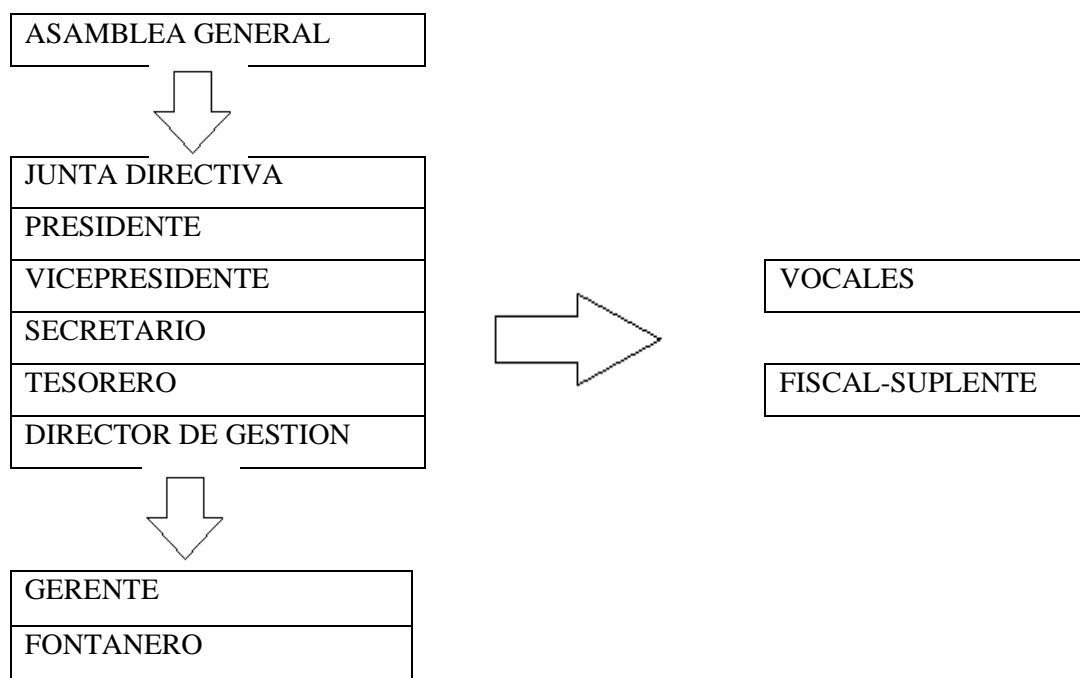 ASAMBLEA GENERAL
JUNTA DIRECTIVA
PRESIDENTE
VICEPRESIDENTE
SECRETARIO
TESORERO
DIRECTOR DE GESTION
VOCALES
FISCAL-SUPLENTE
GERENTE
FONTANERO